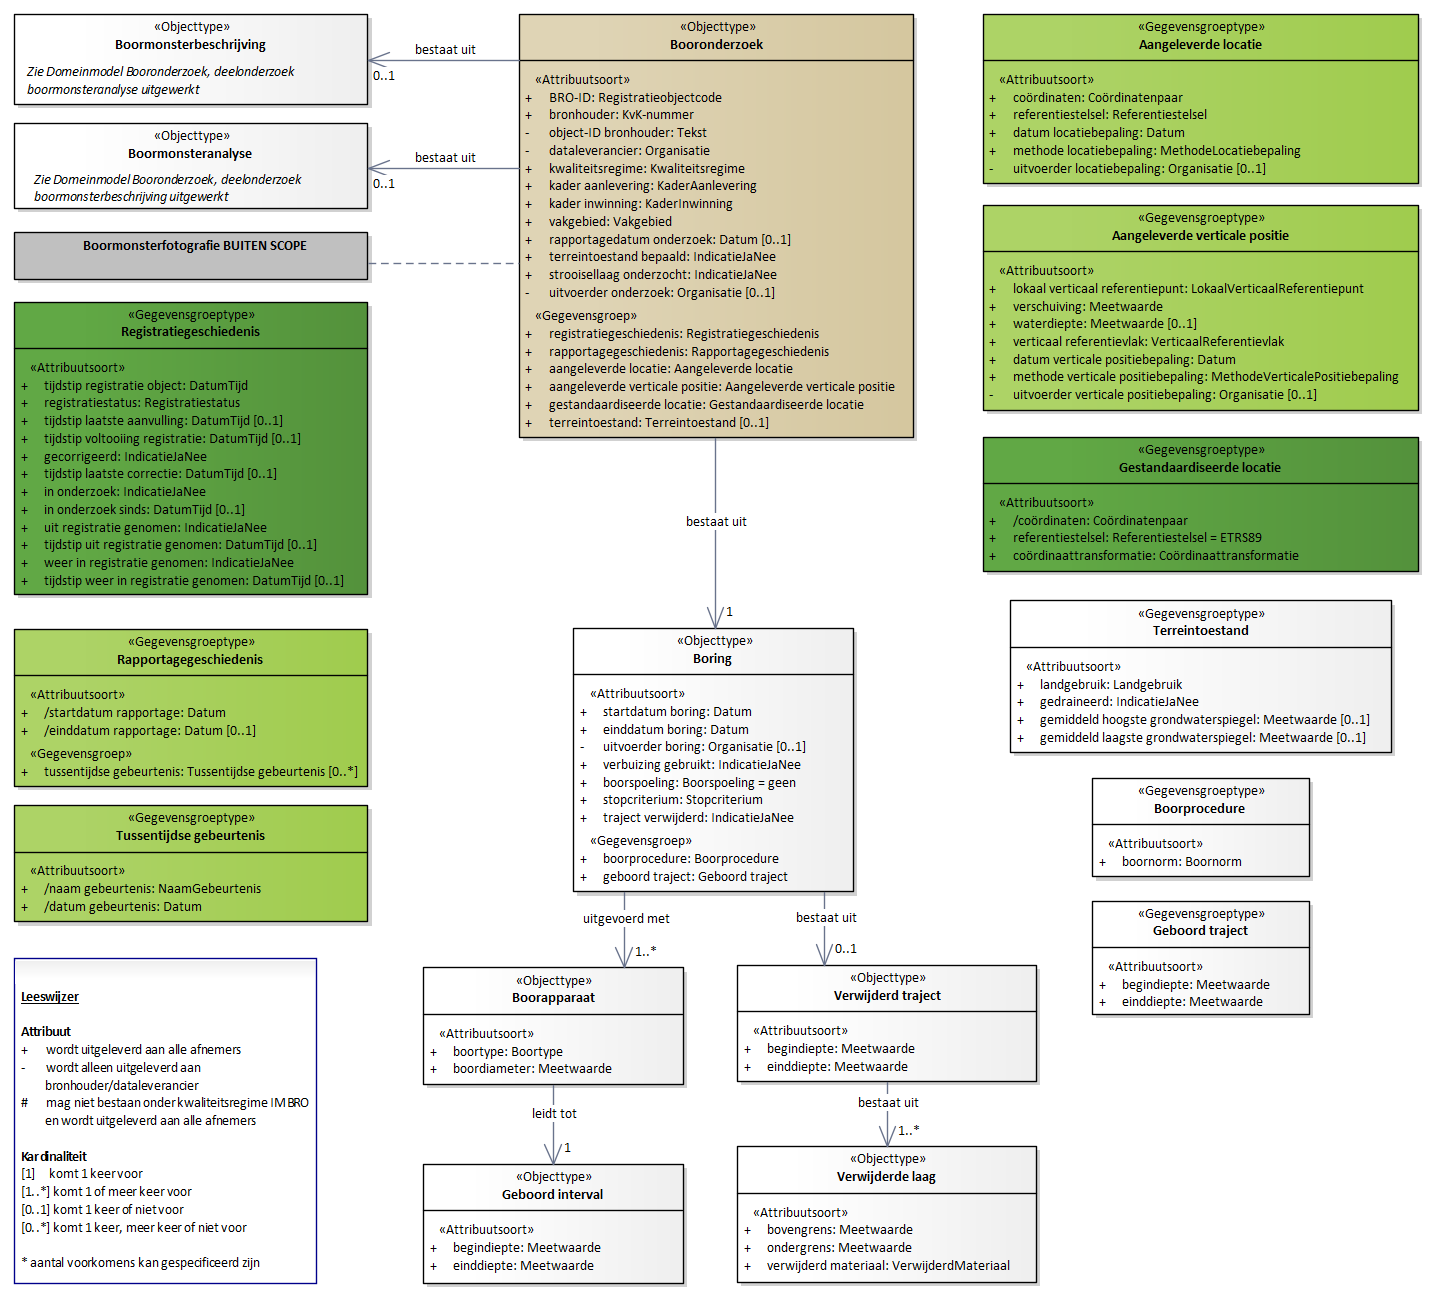 «Objecttype»
Boormonsterbeschrijving
Zie Domeinmodel Booronderzoek, deelonderzoek
boormonsteranalyse uitgewerkt
bestaat uit
0..1
«Objecttype»
Boormonsteranalyse
Zie Domeinmodel Booronderzoek, deelonderzoek
boormonsterbeschrijving uitgewerkt
bestaat uit
0..1
Boormonsterfotografie BUITEN SCOPE
«Objecttype»
Booronderzoek
«Attribuutsoort»
+ BRO-ID: Registratieobjectcode
+ bronhouder: KvK-nummer
- object-ID bronhouder: Tekst
- dataleverancier: Organisatie
+ kwaliteitsregime: Kwaliteitsregime
+ kader aanlevering: KaderAanlevering
+ kader inwinning: KaderInwinning
+ vakgebied: Vakgebied
+ rapportagedatum onderzoek: Datum [0..1]
+ terreintoestand bepaald: IndicatieJaNee
+ strooisellaag onderzocht: IndicatieJaNee
- uitvoerder onderzoek: Organisatie [0..1]
«Gegevensgroep»
+ registratiegeschiedenis: Registratiegeschiedenis
+ rapportagegeschiedenis: Rapportagegeschiedenis
+ aangeleverde locatie: Aangeleverde locatie
+ aangeleverde verticale positie: Aangeleverde verticale positie
+ gestandaardiseerde locatie: Gestandaardiseerde locatie
+ terreintoestand: Terreintoestand [0..1]
«Gegevensgroeptype»
Aangeleverde locatie
«Attribuutsoort»
+ coördinaten: Coördinatenpaar
+ referentiestelsel: Referentiestelsel
+ datum locatiebepaling: Datum
+ methode locatiebepaling: MethodeLocatiebepaling
- uitvoerder locatiebepaling: Organisatie [0..1]
«Gegevensgroeptype»
Aangeleverde verticale positie
«Attribuutsoort»
+ lokaal verticaal referentiepunt: LokaalVerticaalReferentiepunt
+ verschuiving: Meetwaarde
+ waterdiepte: Meetwaarde [0..1]
+ verticaal referentievlak: VerticaalReferentievlak
+ datum verticale positiebepaling: Datum
+ methode verticale positiebepaling: MethodeVerticalePositiebepaling
- uitvoerder verticale positiebepaling: Organisatie [0..1]
«Gegevensgroeptype»
Gestandaardiseerde locatie
«Attribuutsoort»
+ /coördinaten: Coördinatenpaar
+ referentiestelsel: Referentiestelsel = ETRS89
+ coördinaattransformatie: Coördinaattransformatie
«Gegevensgroeptype»
Registratiegeschiedenis
«Attribuutsoort»
+ tijdstip registratie object: DatumTijd
+ registratiestatus: Registratiestatus
+ tijdstip laatste aanvulling: DatumTijd [0..1]
+ tijdstip voltooiing registratie: DatumTijd [0..1]
+ gecorrigeerd: IndicatieJaNee
+ tijdstip laatste correctie: DatumTijd [0..1]
+ in onderzoek: IndicatieJaNee
+ in onderzoek sinds: DatumTijd [0..1]
+ uit registratie genomen: IndicatieJaNee
+ tijdstip uit registratie genomen: DatumTijd [0..1]
+ weer in registratie genomen: IndicatieJaNee
+ tijdstip weer in registratie genomen: DatumTijd [0..1]
bestaat uit
1
«Gegevensgroeptype»
Rapportagegeschiedenis
«Attribuutsoort»
+ /startdatum rapportage: Datum
+ /einddatum rapportage: Datum [0..1]
«Gegevensgroep»
+ tussentijdse gebeurtenis: Tussentijdse gebeurtenis [0..*]
«Gegevensgroeptype»
Tussentijdse gebeurtenis
«Attribuutsoort»
+ /naam gebeurtenis: NaamGebeurtenis
+ /datum gebeurtenis: Datum
«Objecttype»
Boring
«Attribuutsoort»
+ startdatum boring: Datum
+ einddatum boring: Datum
- uitvoerder boring: Organisatie [0..1]
+ verbuizing gebruikt: IndicatieJaNee
+ boorspoeling: Boorspoeling = geen
+ stopcriterium: Stopcriterium
+ traject verwijderd: IndicatieJaNee
«Gegevensgroep»
+ boorprocedure: Boorprocedure
+ geboord traject: Geboord traject
«Gegevensgroeptype»
Terreintoestand
«Attribuutsoort»
+ landgebruik: Landgebruik
+ gedraineerd: IndicatieJaNee
+ gemiddeld hoogste grondwaterspiegel: Meetwaarde [0..1]
+ gemiddeld laagste grondwaterspiegel: Meetwaarde [0..1]
«Gegevensgroeptype»
Boorprocedure
«Attribuutsoort»
+ boornorm: Boornorm
«Gegevensgroeptype»
Geboord traject
«Attribuutsoort»
+ begindiepte: Meetwaarde
+ einddiepte: Meetwaarde
uitgevoerd met
1..*
bestaat uit
0..1
«Objecttype»
Boorapparaat
«Attribuutsoort»
+ boortype: Boortype
+ boordiameter: Meetwaarde
leidt tot
1
«Objecttype»
Geboord interval
«Attribuutsoort»
+ begindiepte: Meetwaarde
+ einddiepte: Meetwaarde
«Objecttype»
Verwijderd traject
«Attribuutsoort»
+ begindiepte: Meetwaarde
+ einddiepte: Meetwaarde
bestaat uit
1..*
«Objecttype»
Verwijderde laag
«Attribuutsoort»
+ bovengrens: Meetwaarde
+ ondergrens: Meetwaarde
+ verwijderd materiaal: VerwijderdMateriaal
Leeswijzer
Attribuut
+ wordt uitgeleverd aan alle afnemers
- wordt alleen uitgeleverd aan
bronhouder/dataleverancier
# mag niet bestaan onder kwaliteitsregime IMBRO
en wordt uitgeleverd aan alle afnemers
Kardinaliteit
[1] komt 1 keer voor
[1..*] komt 1 of meer keer voor
[0..1] komt 1 keer of niet voor
[0..*] komt 1 keer, meer keer of niet voor
* aantal voorkomens kan gespecificeerd zijn